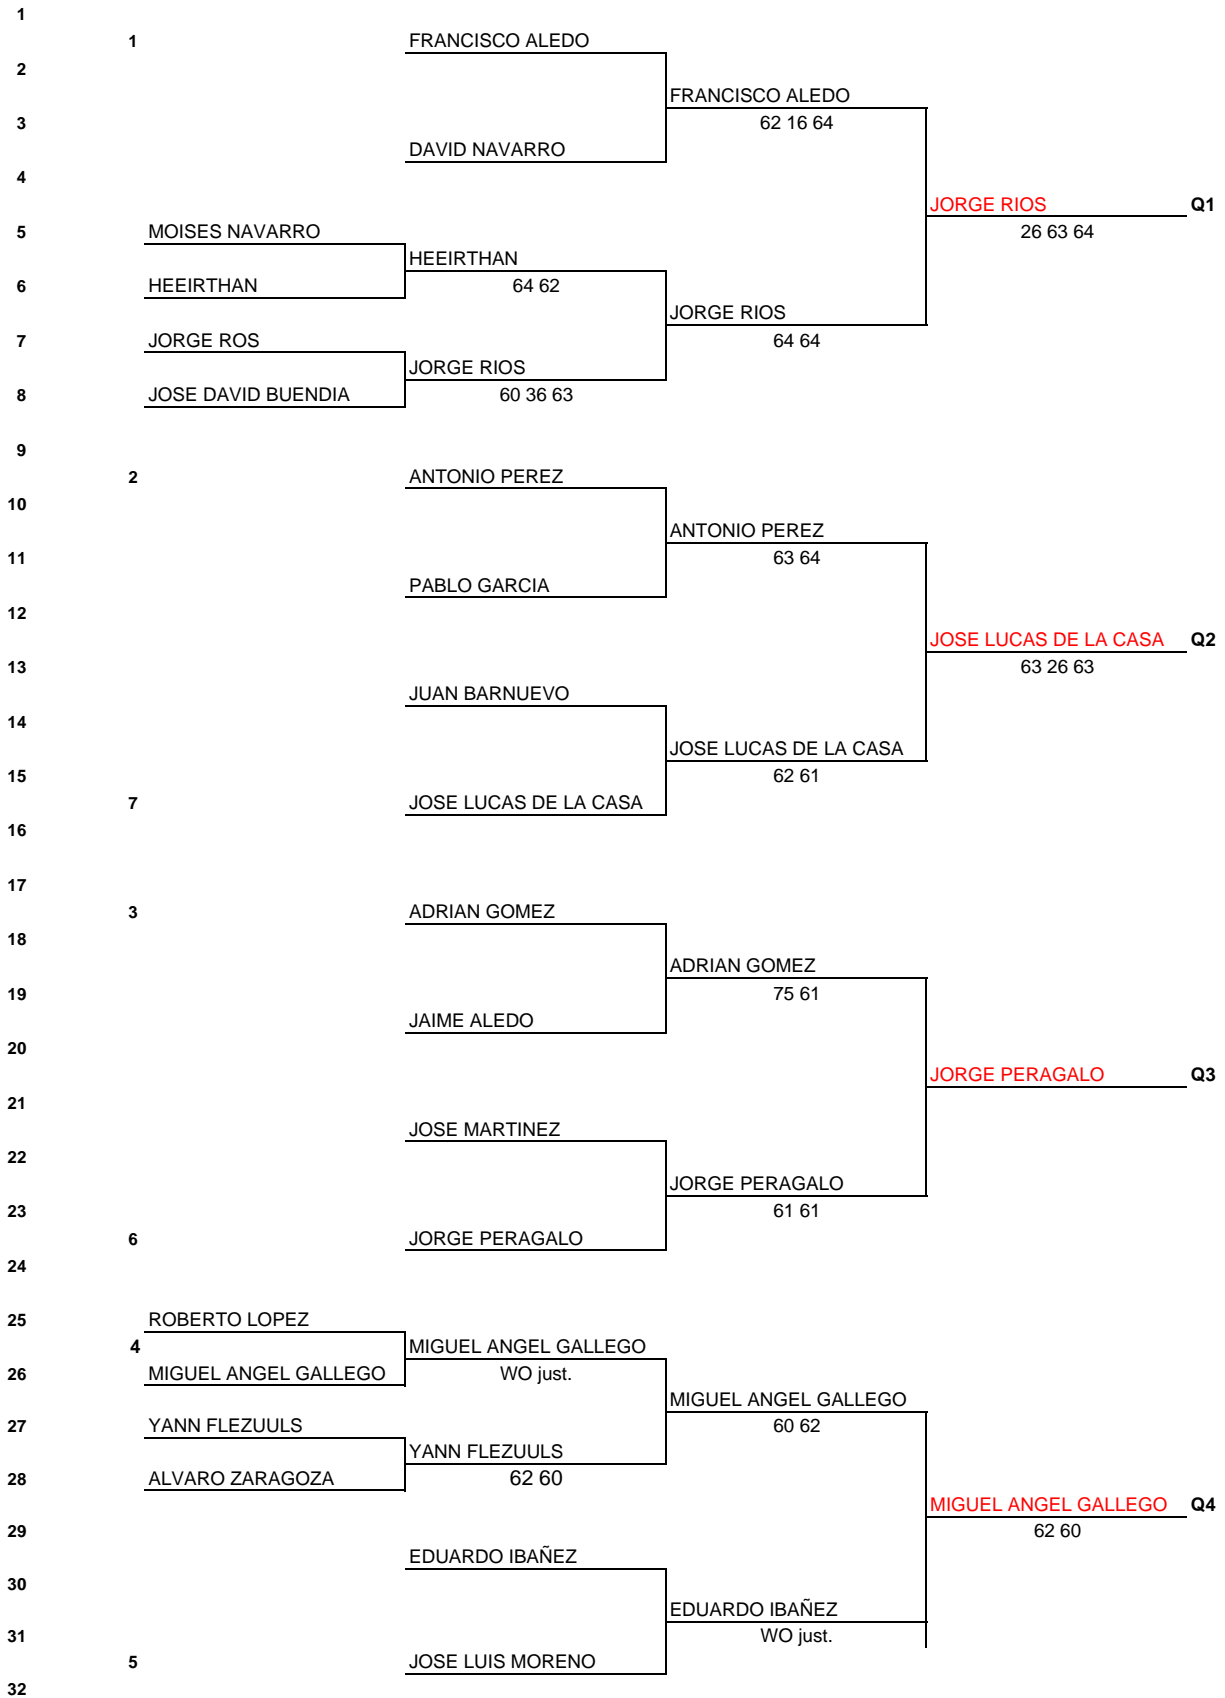 1
1 FRANCISCO ALEDO
2
FRANCISCO ALEDO
3 62 16 64
DAVID NAVARRO
4
JORGE RIOS Q1
5 MOISES NAVARRO 26 63 64
HEEIRTHAN
6 HEEIRTHAN 64 62
JORGE RIOS
7 JORGE ROS 64 64
JORGE RIOS
8 JOSE DAVID BUENDIA 60 36 63
9
2 ANTONIO PEREZ
10
ANTONIO PEREZ
11 63 64
PABLO GARCIA
12
JOSE LUCAS DE LA CASA Q2
13 63 26 63
JUAN BARNUEVO
14
JOSE LUCAS DE LA CASA
15 62 61
7 JOSE LUCAS DE LA CASA
16
17
3 ADRIAN GOMEZ
18
ADRIAN GOMEZ
19 75 61
JAIME ALEDO
20
JORGE PERAGALO Q3
21
JOSE MARTINEZ
22
JORGE PERAGALO
23 61 61
6 JORGE PERAGALO
24
25 ROBERTO LOPEZ
4 MIGUEL ANGEL GALLEGO
26 MIGUEL ANGEL GALLEGO WO just.
MIGUEL ANGEL GALLEGO
27 YANN FLEZUULS 60 62
YANN FLEZUULS
28 ALVARO ZARAGOZA 62 60
MIGUEL ANGEL GALLEGO Q4
29 62 60
EDUARDO IBAÑEZ
30
EDUARDO IBAÑEZ
31 WO just.
5 JOSE LUIS MORENO
32